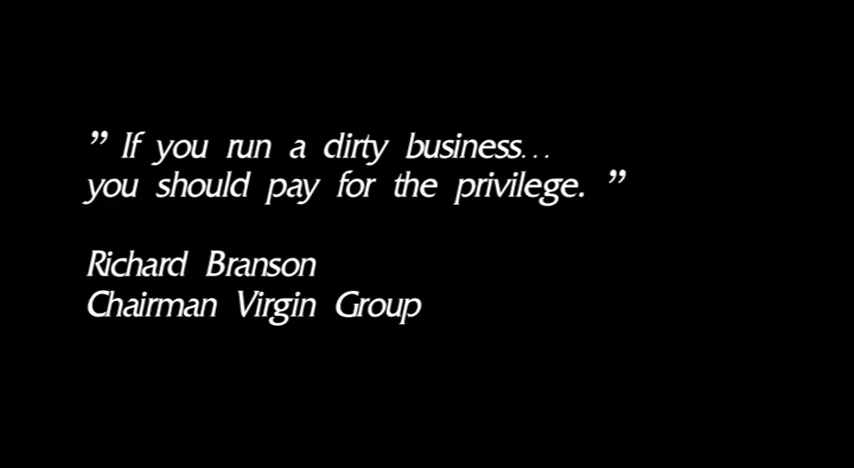 ” If you run a dirty business...
you should pay for the privilege. ”
Richard Branson
Chairman Virgin Group